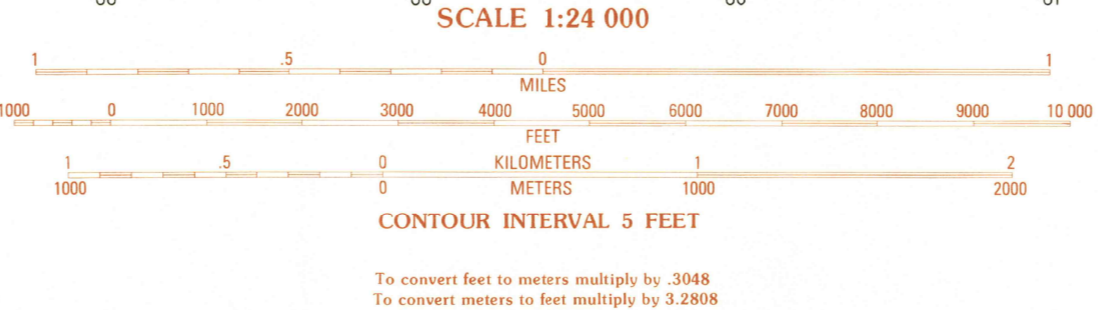 SCALE 1:24 000
1 .5 0 1
MILES
1000 0 1000 2000 3000 4000 5000 6000 7000 8000 9000 10 000
FEET
1 .5 0 KILOMETERS 1 2
1000 0 METERS 1000 2000
CONTOUR INTERVAL 5 FEET
To convert feet to meters multiply by .3048
To convert meters to feet multiply by 3.2808